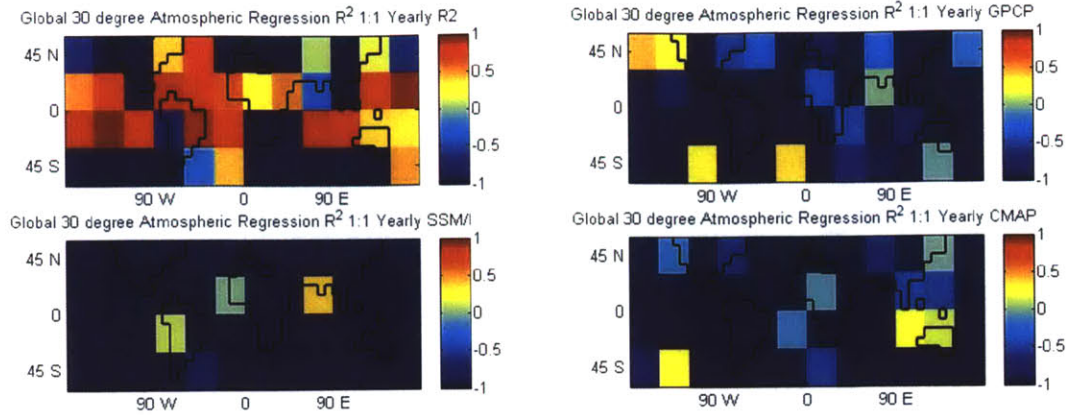 Global 30 degree Atmospheric Regression R² 1:1 Yearly R2
45 N
0
45 S
90 W 0 90 E
1
0.5
0
-0.5
-1
Global 30 degree Atmospheric Regression R² 1:1 Yearly GPCP
45 N
0
45 S
90 W 0 90 E
1
0.5
0
-0.5
-1
Global 30 degree Atmospheric Regression R² 1:1 Yearly SSM/I
45 N
0
45 S
90 W 0 90 E
1
0.5
0
-0.5
-1
Global 30 degree Atmospheric Regression R² 1:1 Yearly CMAP
45 N
0
45 S
90 W 0 90 E
1
0.5
0
-0.5
-1